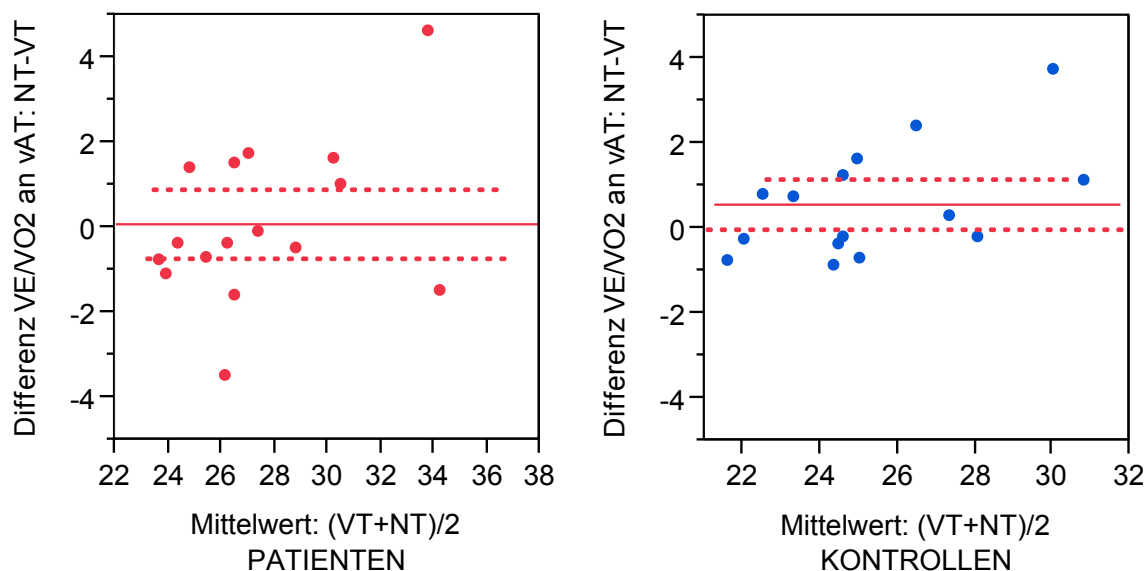 Differenz VE/VO2 an vAT: NT-VT
4
2
0
-2
-4
22 24 26 28 30 32 34 36 38
Mittelwert: (VT+NT)/2
PATIENTEN
Differenz VE/VO2 an vAT: NT-VT
4
2
0
-2
-4
22 24 26 28 30 32
Mittelwert: (VT+NT)/2
KONTROLLEN